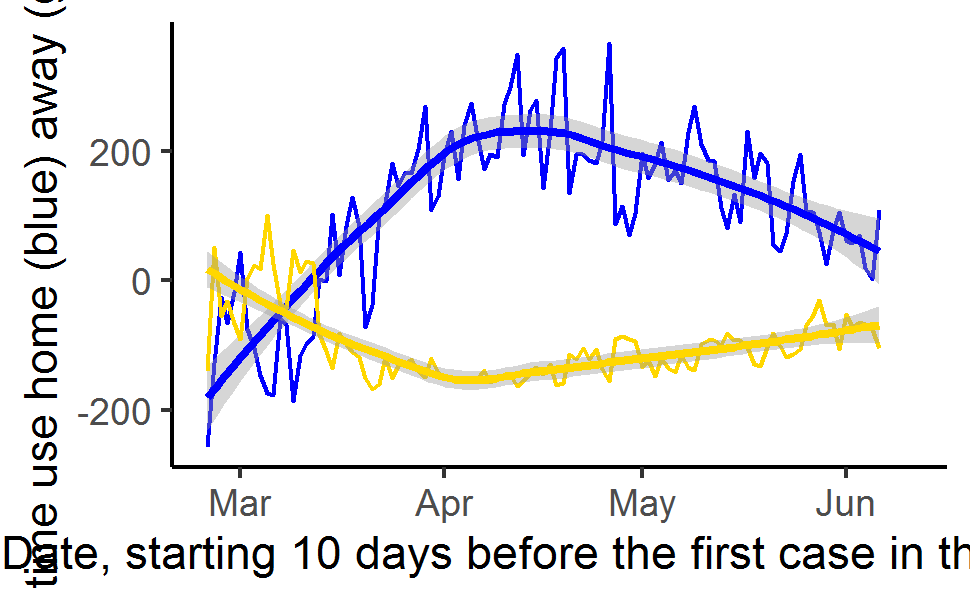 time use home (blue) away (
200
0
-200
Mar Apr May Jun
Date, starting 10 days before the first case in th